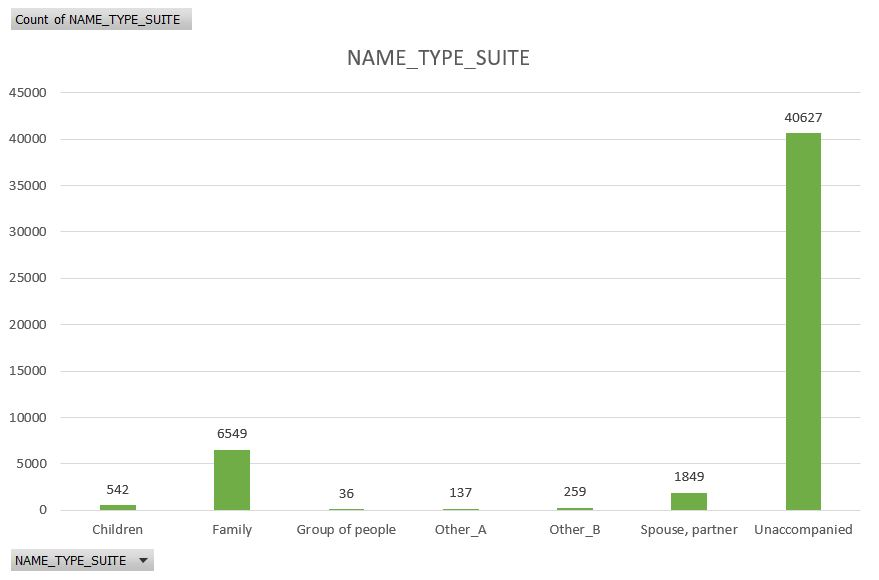 Count of NAME_TYPE_SUITE
NAME_TYPE_SUITE
45000
40000
35000
30000
25000
20000
15000
10000
5000
0
542
6549
36
137
259
1849
40627
Children
Family
Group of people
Other_A
Other_B
Spouse, partner
Unaccompanied
NAME_TYPE_SUITE